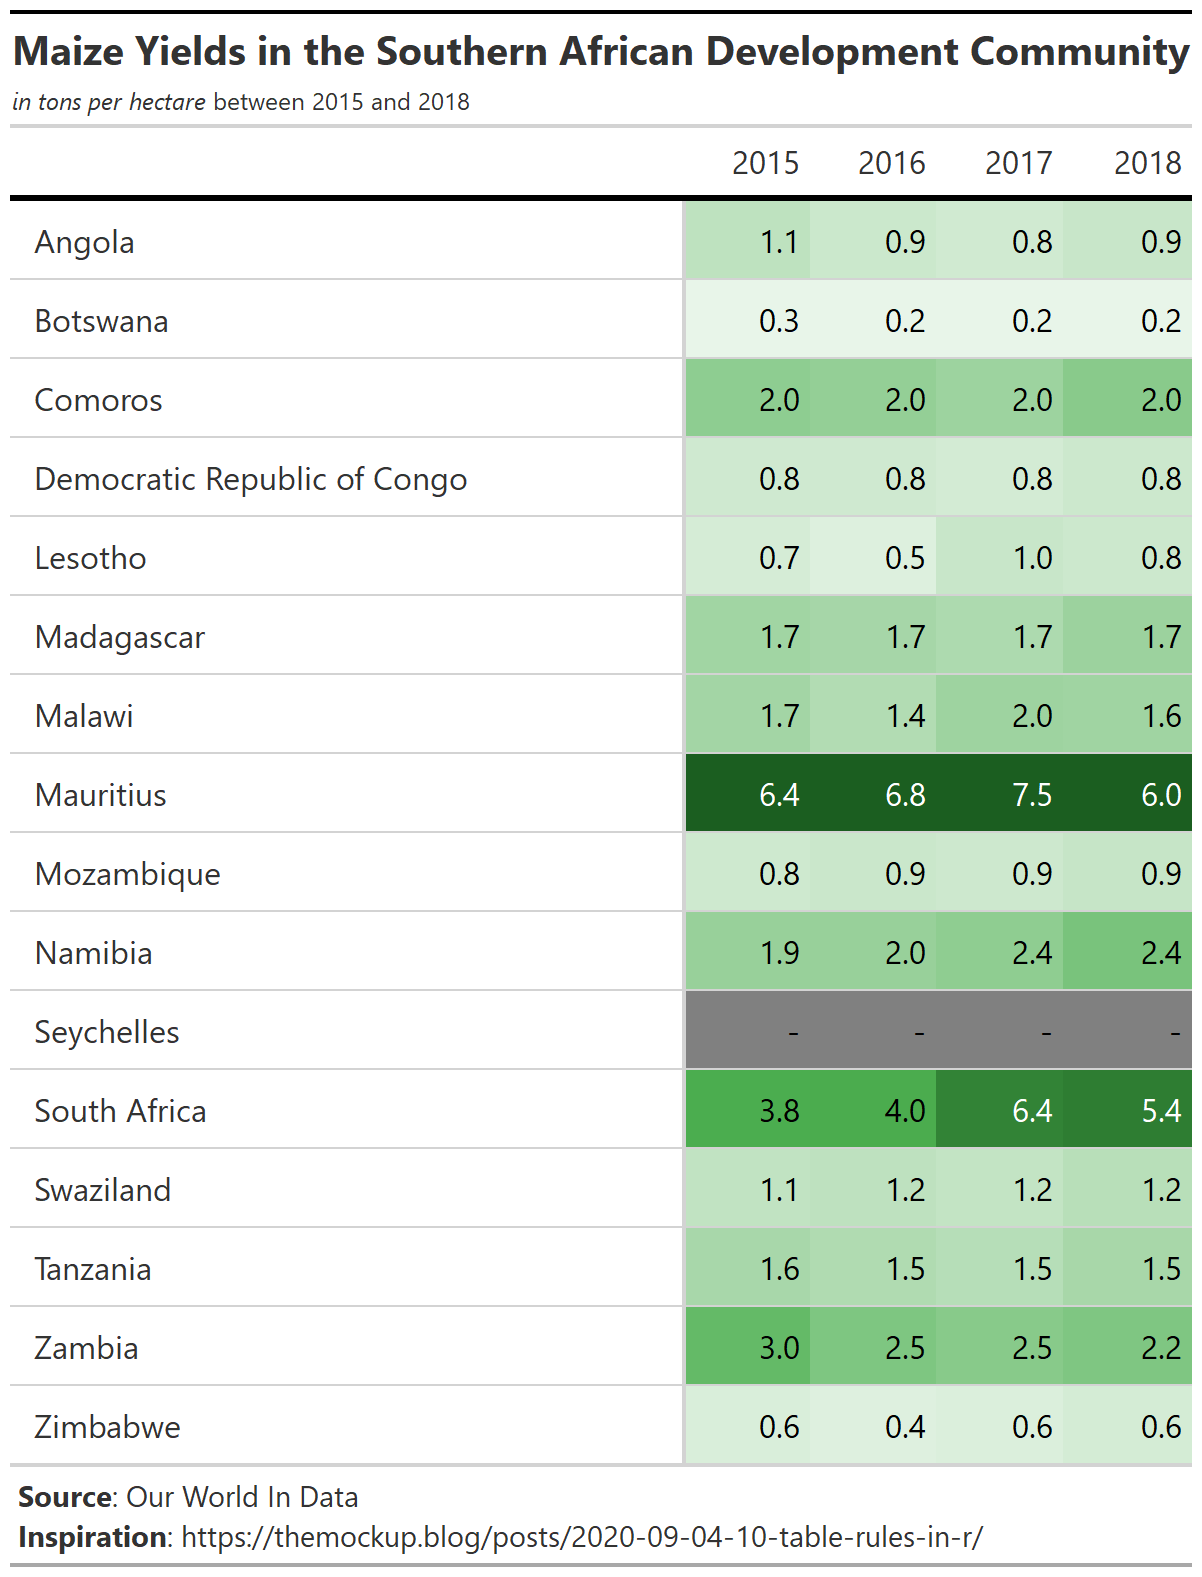 Maize Yields in the Southern African Development Community
in tons per hectare between 2015 and 2018
2015 2016 2017 2018
Angola 1.1 0.9 0.8 0.9
Botswana 0.3 0.2 0.2 0.2
Comoros 2.0 2.0 2.0 2.0
Democratic Republic of Congo 0.8 0.8 0.8 0.8
Lesotho 0.7 0.5 1.0 0.8
Madagascar 1.7 1.7 1.7 1.7
Malawi 1.7 1.4 2.0 1.6
Mauritius 6.4 6.8 7.5 6.0
Mozambique 0.8 0.9 0.9 0.9
Namibia 1.9 2.0 2.4 2.4
Seychelles - - - -
South Africa 3.8 4.0 6.4 5.4
Swaziland 1.1 1.2 1.2 1.2
Tanzania 1.6 1.5 1.5 1.5
Zambia 3.0 2.5 2.5 2.2
Zimbabwe 0.6 0.4 0.6 0.6
Source: Our World In Data
Inspiration: https://themockup.blog/posts/2020-09-04-10-table-rules-in-r/